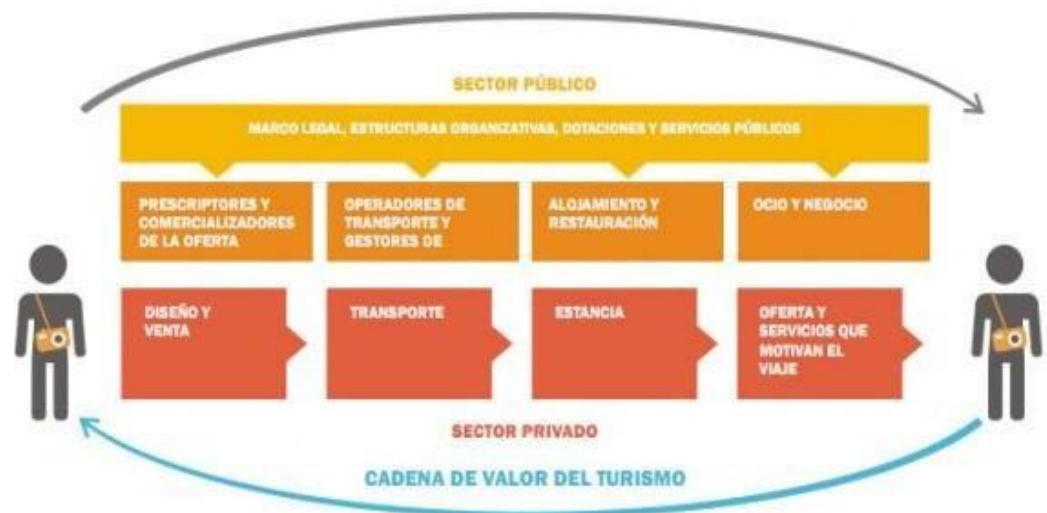 SECTOR PÚBLICO
MARCO LEGAL, ESTRUCTURAS ORGANIZATIVAS, DOTACIONES Y SERVICIOS PÚBLICOS
PRESCRIPTORES Y
COMERCIALIZADORES
DE LA OFERTA
OPERADORES DE
TRANSPORTE Y
GESTORES DE
ALOJAMIENTO Y
RESTAURACIÓN
OCIO Y NEGOCIO
DISEÑO Y
VENTA
TRANSPORTE
ESTANCIA
OFERTA Y
SERVICIOS QUE
MOTIVAN EL
VIAJE
SECTOR PRIVADO
CADENA DE VALOR DEL TURISMO